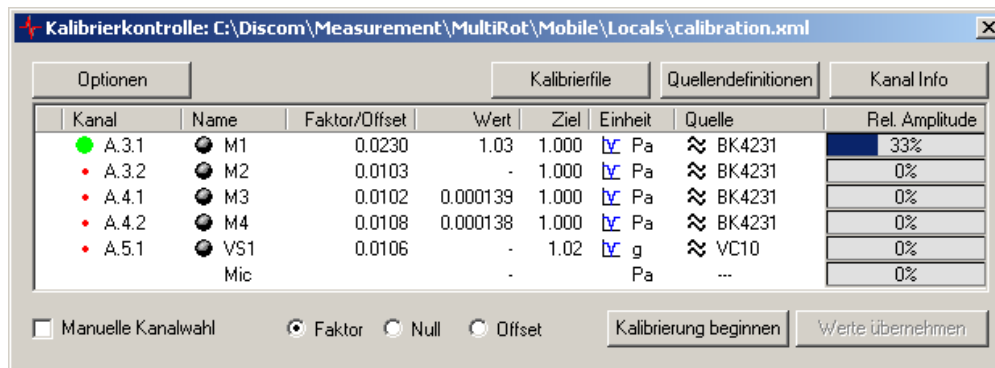 Kalibrierkontrolle: C:\Discom\Measurement\MultiRot\Mobile\Locals\calibration.xml
Optionen Kalibrierfile Quellendefinitionen Kanal Info
Kanal Name Faktor/Offset Wert Ziel Einheit Quelle Rel. Amplitude
A.3.1 M1 0.0230 1.03 1.000 Pa BK4231 33%
A.3.2 M2 0.0103 - 1.000 Pa BK4231 0%
A.4.1 M3 0.0102 0.000139 1.000 Pa BK4231 0%
A.4.2 M4 0.0108 0.000138 1.000 Pa BK4231 0%
A.5.1 VS1 0.0106 - 1.02 g VC10 0%
Mic - Pa --- 0%
Manuelle Kanalwahl Faktor Null Offset Kalibrierung beginnen Werte übernehmen